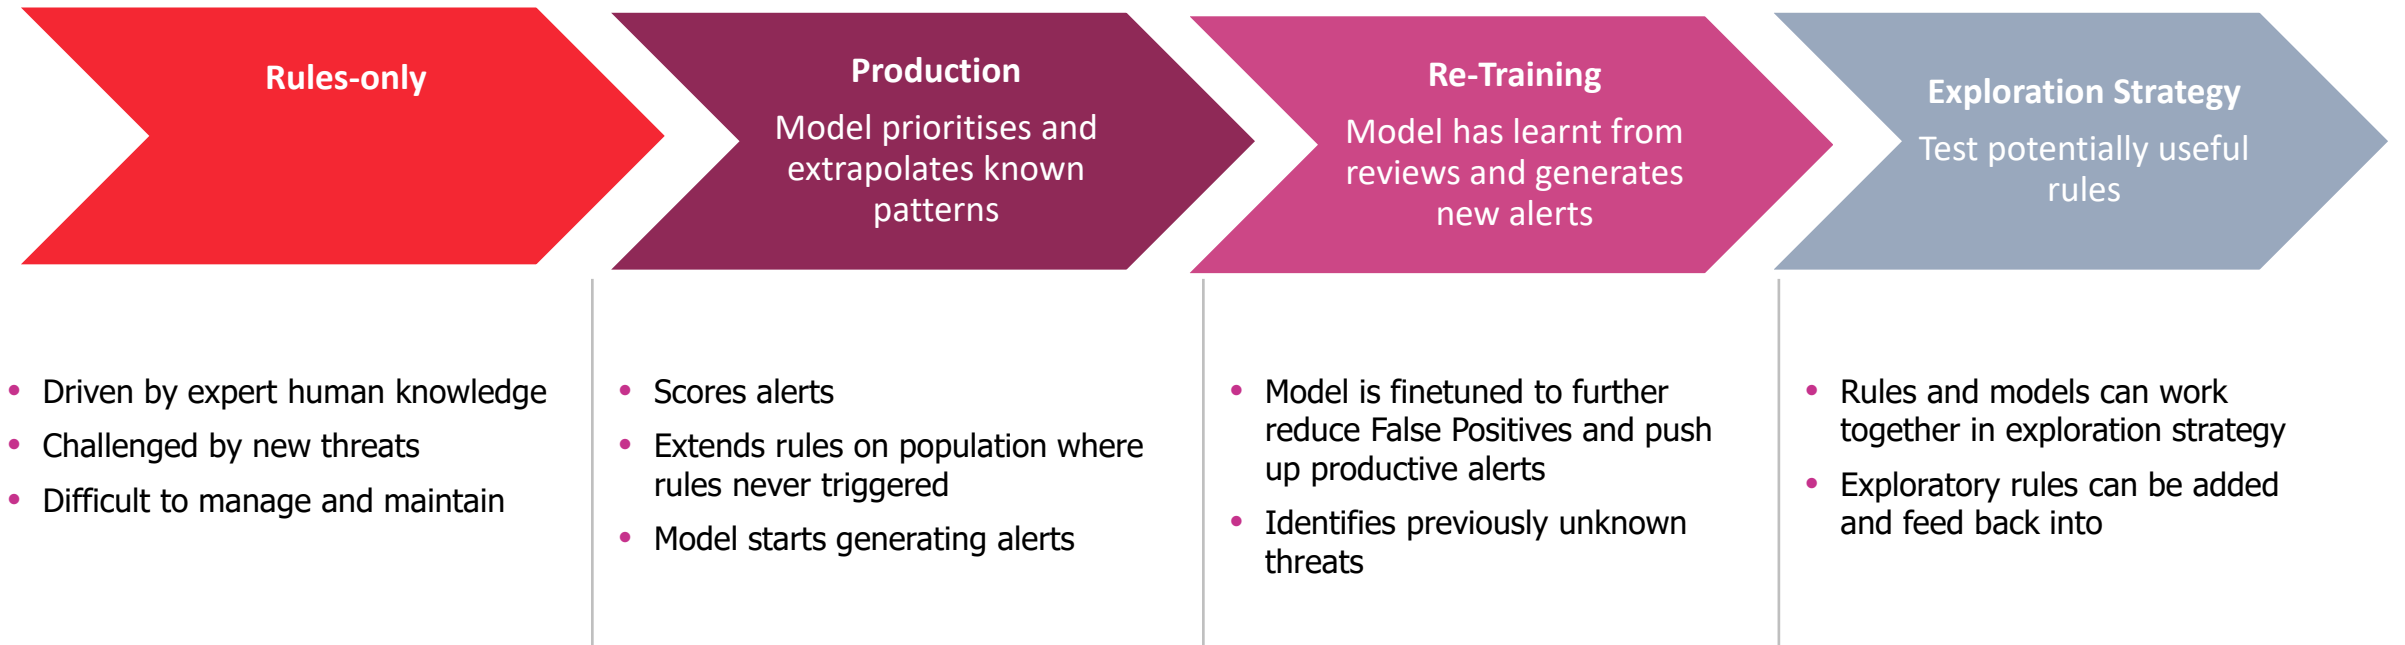 Rules-only
Production
Model prioritises and
extrapolates known
patterns
Re-Training
Model has learnt from
reviews and generates
new alerts
Exploration Strategy
Test potentially useful
rules
• Driven by expert human knowledge
• Challenged by new threats
• Difficult to manage and maintain
• Scores alerts
• Extends rules on population where
rules never triggered
• Model starts generating alerts
• Model is finetuned to further
reduce False Positives and push
up productive alerts
• Identifies previously unknown
threats
• Rules and models can work
together in exploration strategy
• Exploratory rules can be added
and feed back into